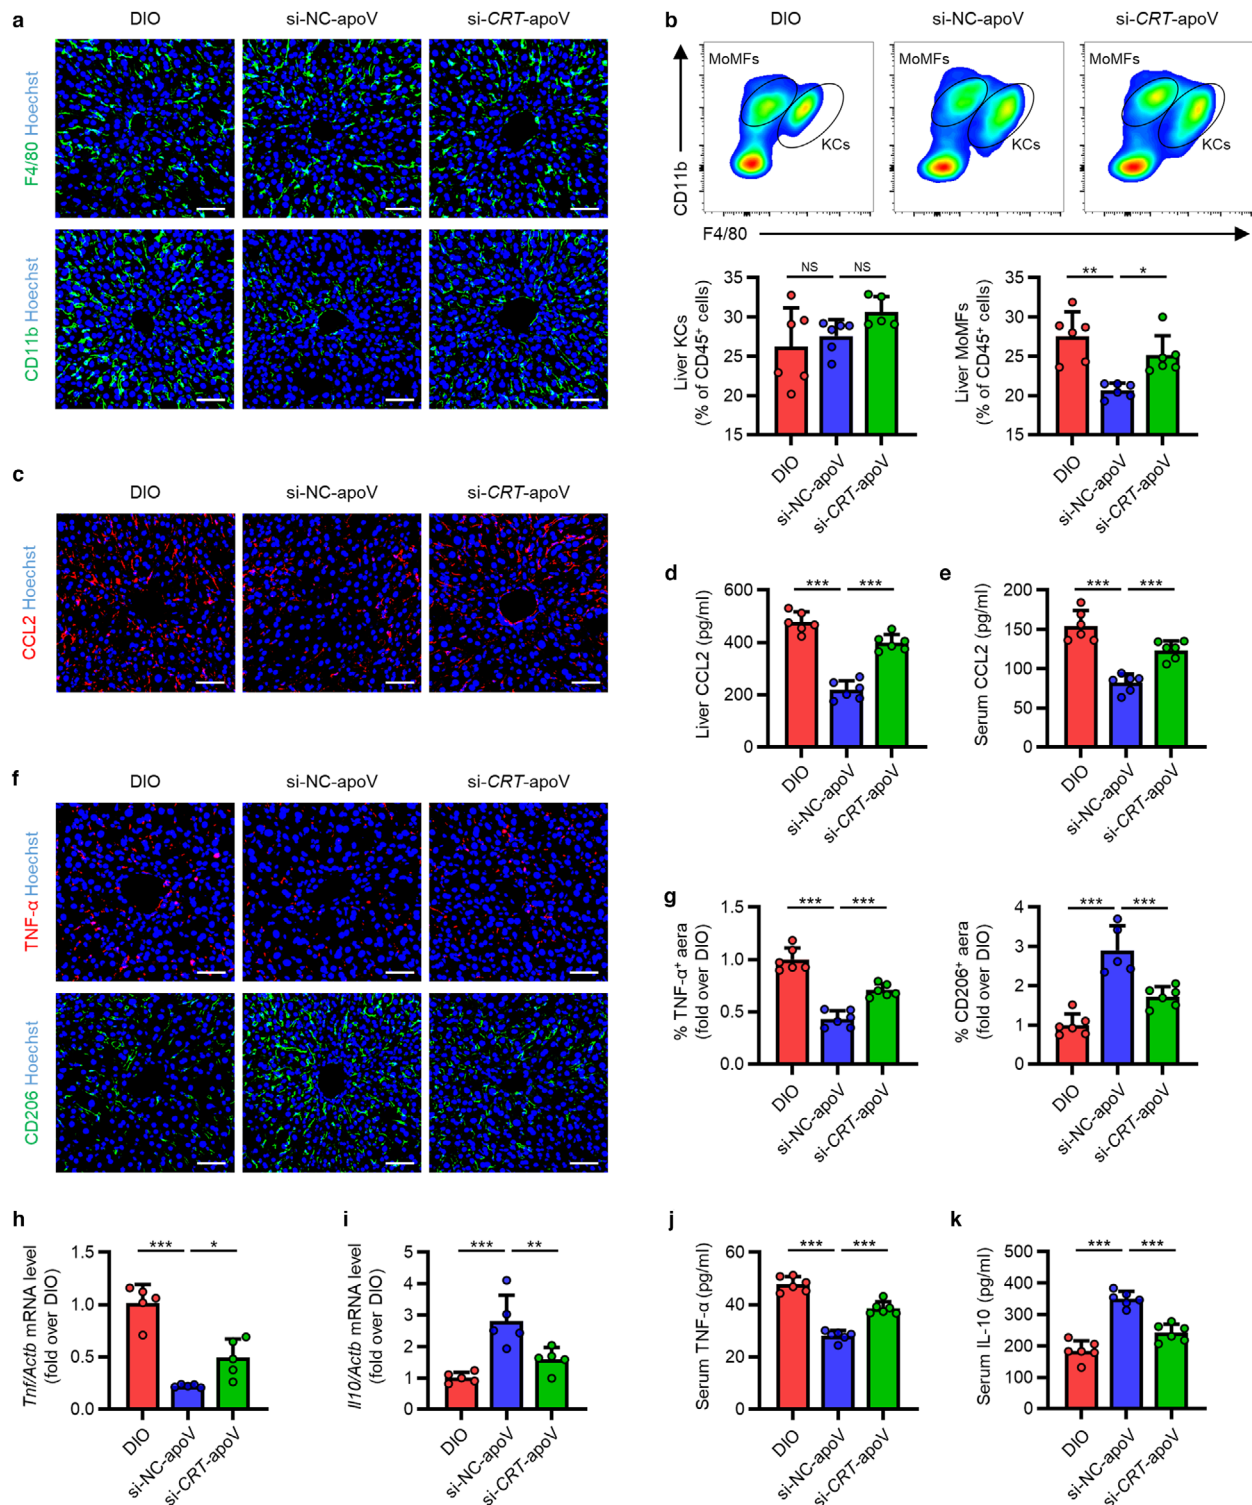 a
DIO
si-NC-apoV
si-CRT-apoV
F4/80 Hoechst
CD11b Hoechst
b
DIO
si-NC-apoV
si-CRT-apoV
MoMFs
KCs
MoMFs
KCs
MoMFs
KCs
CD11b
F4/80
Liver KCs
(% of CD45⁺ cells)
35
30
25
20
15
NS
NS
DIO
si-NC-apoV
si-CRT-apoV
Liver MoMFs
(% of CD45⁺ cells)
35
30
25
20
15
**
*
DIO
si-NC-apoV
si-CRT-apoV
c
DIO
si-NC-apoV
si-CRT-apoV
CCL2 Hoechst
d
Liver CCL2 (pg/ml)
600
400
200
0
***
***
DIO
si-NC-apoV
si-CRT-apoV
e
Serum CCL2 (pg/ml)
200
150
100
50
0
***
***
DIO
si-NC-apoV
si-CRT-apoV
f
DIO
si-NC-apoV
si-CRT-apoV
TNF-α Hoechst
CD206 Hoechst
g
% TNF-α⁺ aera
(fold over DIO)
1.5
1.0
0.5
0.0
***
***
DIO
si-NC-apoV
si-CRT-apoV
% CD206⁺ aera
(fold over DIO)
4
3
2
1
0
***
***
DIO
si-NC-apoV
si-CRT-apoV
h
Tnf/Actb mRNA level
(fold over DIO)
1.5
1.0
0.5
0.0
***
*
DIO
si-NC-apoV
si-CRT-apoV
i
Il10/Actb mRNA level
(fold over DIO)
5
4
3
2
1
0
***
**
DIO
si-NC-apoV
si-CRT-apoV
j
Serum TNF-α (pg/ml)
60
40
20
0
***
***
DIO
si-NC-apoV
si-CRT-apoV
k
Serum IL-10 (pg/ml)
500
400
300
200
100
0
***
***
DIO
si-NC-apoV
si-CRT-apoV